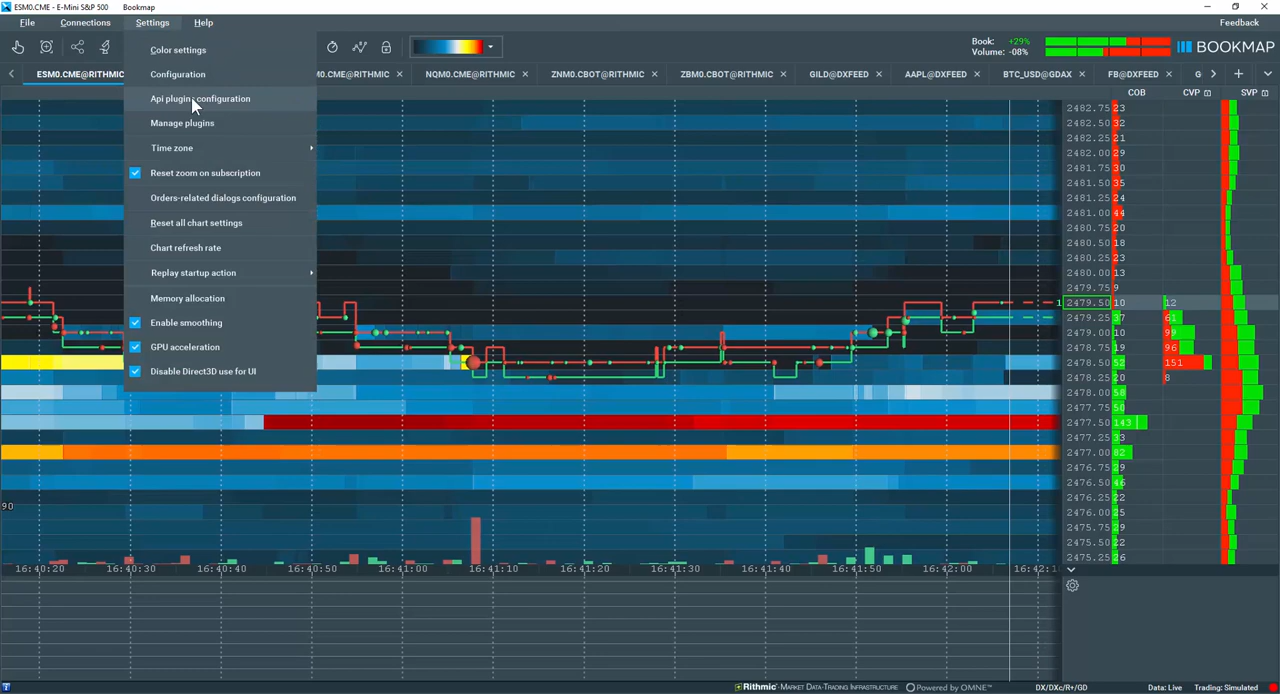 ESM0.CME: E-Mini S&P 500 Bookmap
File Connections Settings Help Feedback
Book: +29%
Volume: -08%
BOOKMAP
ESM0.CME@RITHMIC M0.CME@RITHMIC NQM0.CME@RITHMIC ZNM0.CBOT@RITHMIC ZBM0.CBOT@RITHMIC GILD@DXFEED AAPL@DXFEED BTC_USD@GDAX FB@DXFEED G
COB CVP SVP
Color settings
Configuration
Api plugins configuration
Manage plugins
Time zone
Reset zoom on subscription
Orders-related dialogs configuration
Reset all chart settings
Chart refresh rate
Replay startup action
Memory allocation
Enable smoothing
GPU acceleration
Disable Direct3D use for UI
2482.75 23
2482.50 32
2482.25 21
2482.00 29
2481.75 30
2481.50 35
2481.25 24
2481.00 44
2480.75 20
2480.50 18
2480.25 23
2480.00 13
2479.75 9
1 2479.50 10 12
2479.25 37 61
2479.00 10 99
2478.75 19 96
2478.50 52 151
2478.25 20 8
2478.00 58
2477.75 50
2477.50 143
2477.25 33
2477.00 82
2476.75 29
2476.50 46
2476.25 22
90 2476.00 25
2475.75 29
2475.50 22
2475.25 26
16:40:20 16:40:30 16:40:40 16:40:50 16:41:00 16:41:10 16:41:20 16:41:30 16:41:40 16:41:50 16:42:00 16:42:1
Rithmic - MARKET DATA-TRADING INFRASTRUCTURE Powered by OMNE™ DX/DXc/R+/GD Data: Live Trading: Simulated